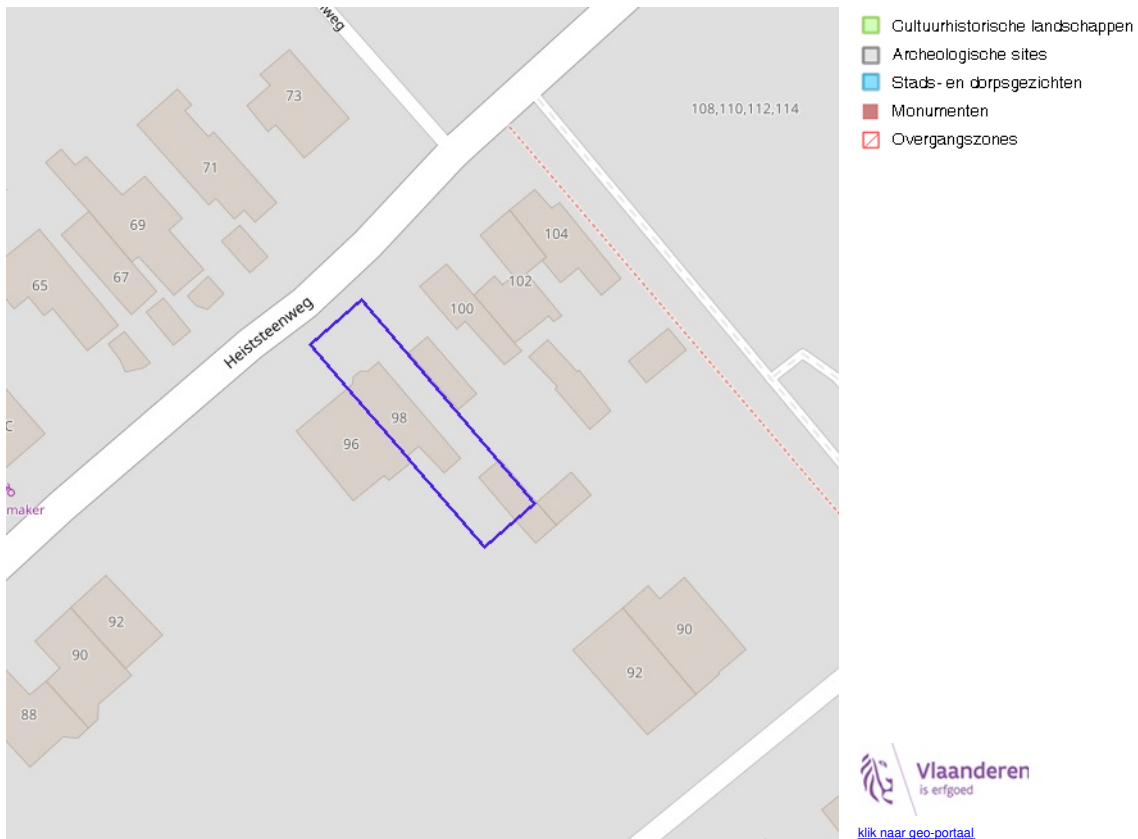 weg
73
108,110,112,114
71
69
104
67
65
102
100
Heiststeenweg
98
96
C
maker
92
90
90
92
88
Cultuurhistorische landschappen
Archeologische sites
Stads- en dorpsgezichten
Monumenten
Overgangszones
Vlaanderen
is erfgoed
klik naar geo-portaal